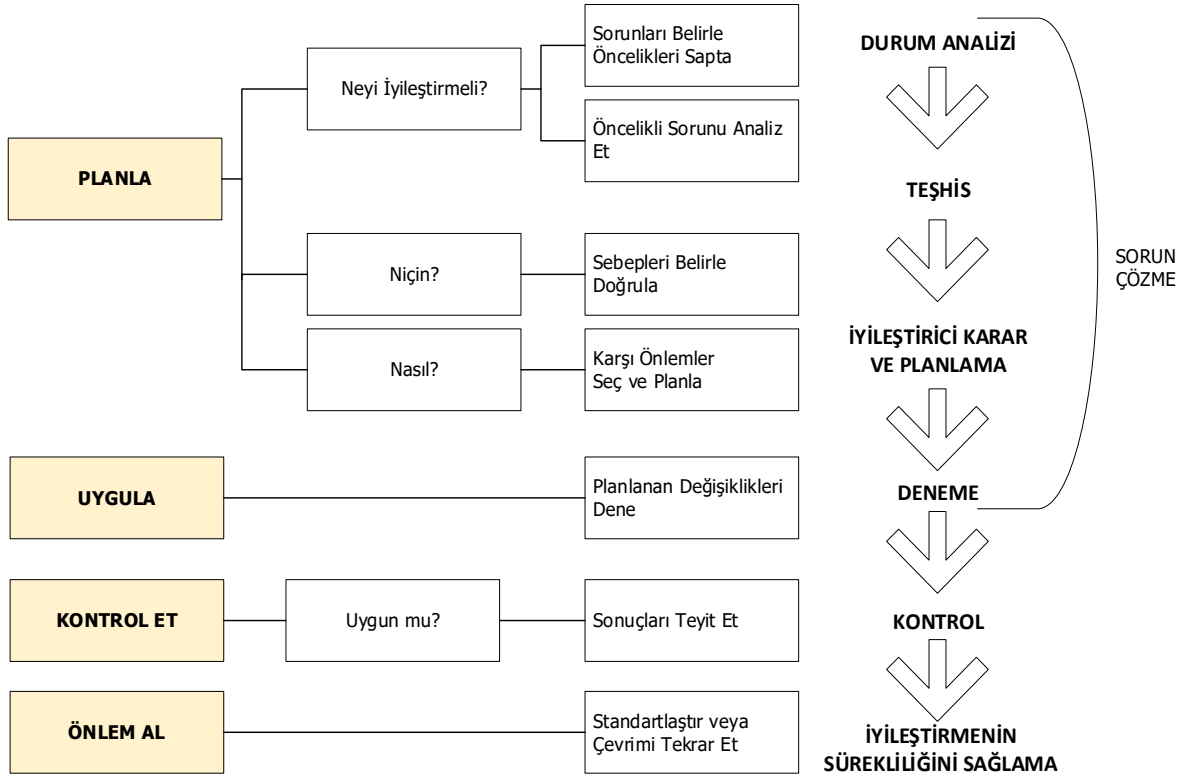 PLANLA
Neyi İyileştirmeli?
Sorunları Belirle
Öncelikleri Sapta
Öncelikli Sorunu Analiz
Et
Niçin?
Sebepleri Belirle
Doğrula
Nasıl?
Karşı Önlemler
Seç ve Planla
UYGULA
Planlanan Değişiklikleri
Dene
KONTROL ET
Uygun mu?
Sonuçları Teyit Et
ÖNLEM AL
Standartlaştır veya
Çevrimi Tekrar Et
DURUM ANALİZİ
TEŞHİS
İYİLEŞTİRİCİ KARAR
VE PLANLAMA
DENEME
KONTROL
İYİLEŞTİRMENİN
SÜREKLİLİĞİNİ SAĞLAMA
SORUN
ÇÖZME